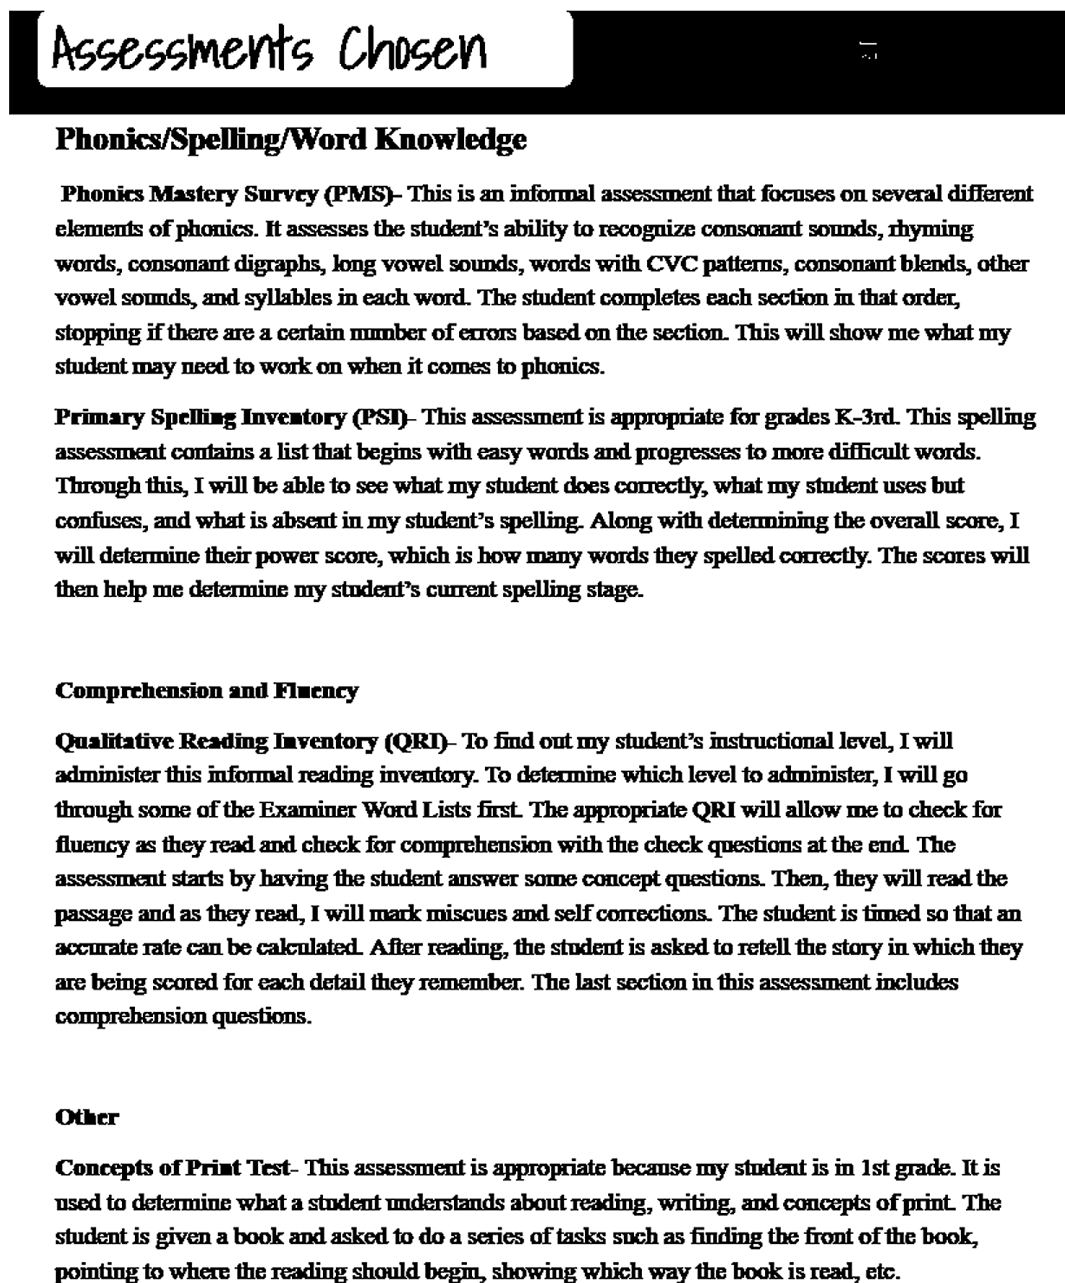 Assessments Chosen
Phonics/Spelling/Word Knowledge
Phonics Mastery Survey (PMS)- This is an informal assessment that focuses on several different
elements of phonics. It assesses the student’s ability to recognize consonant sounds, rhyming
words, consonant digraphs, long vowel sounds, words with CVC patterns, consonant blends, other
vowel sounds, and syllables in each word. The student completes each section in that order,
stopping if there are a certain number of errors based on the section. This will show me what my
student may need to work on when it comes to phonics.
Primary Spelling Inventory (PSI)- This assessment is appropriate for grades K-3rd. This spelling
assessment contains a list that begins with easy words and progresses to more difficult words.
Through this, I will be able to see what my student does correctly, what my student uses but
confuses, and what is absent in my student’s spelling. Along with determining the overall score, I
will determine their power score, which is how many words they spelled correctly. The scores will
then help me determine my student’s current spelling stage.
Comprehension and Fluency
Qualitative Reading Inventory (QRI)- To find out my student’s instructional level, I will
administer this informal reading inventory. To determine which level to administer, I will go
through some of the Examiner Word Lists first. The appropriate QRI will allow me to check for
fluency as they read and check for comprehension with the check questions at the end. The
assessment starts by having the student answer some concept questions. Then, they will read the
passage and as they read, I will mark miscues and self corrections. The student is timed so that an
accurate rate can be calculated. After reading, the student is asked to retell the story in which they
are being scored for each detail they remember. The last section in this assessment includes
comprehension questions.
Other
Concepts of Print Test- This assessment is appropriate because my student is in 1st grade. It is
used to determine what a student understands about reading, writing, and concepts of print. The
student is given a book and asked to do a series of tasks such as finding the front of the book,
pointing to where the reading should begin, showing which way the book is read, etc.